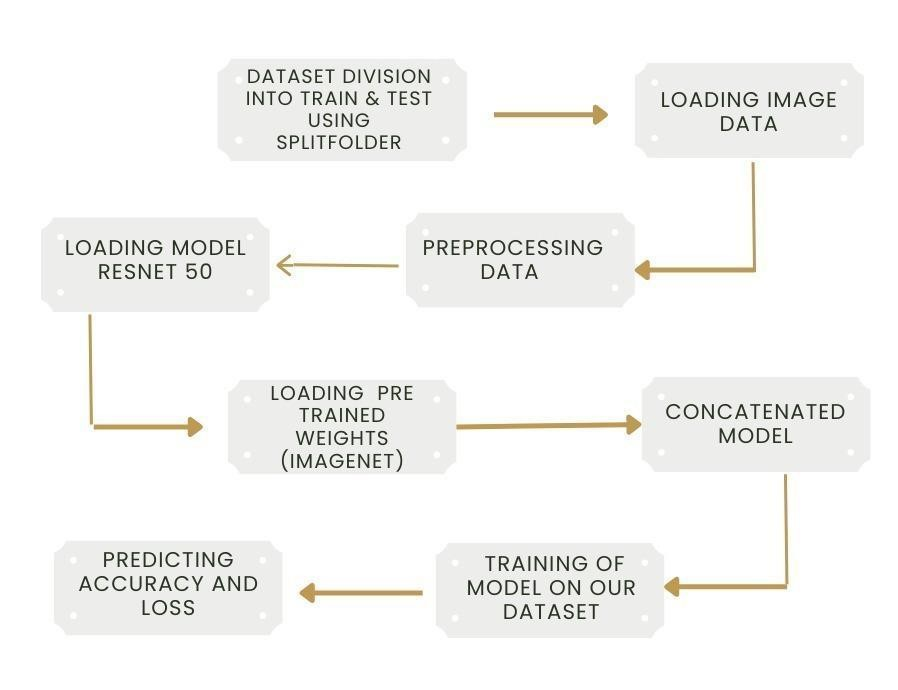 DATASET DIVISION
INTO TRAIN & TEST
USING
SPLITFOLDER
LOADING IMAGE
DATA
PREPROCESSING
DATA
LOADING MODEL
RESNET 50
LOADING PRE
TRAINED
WEIGHTS
(IMAGENET)
CONCATENATED
MODEL
TRAINING OF
MODEL ON OUR
DATASET
PREDICTING
ACCURACY AND
LOSS